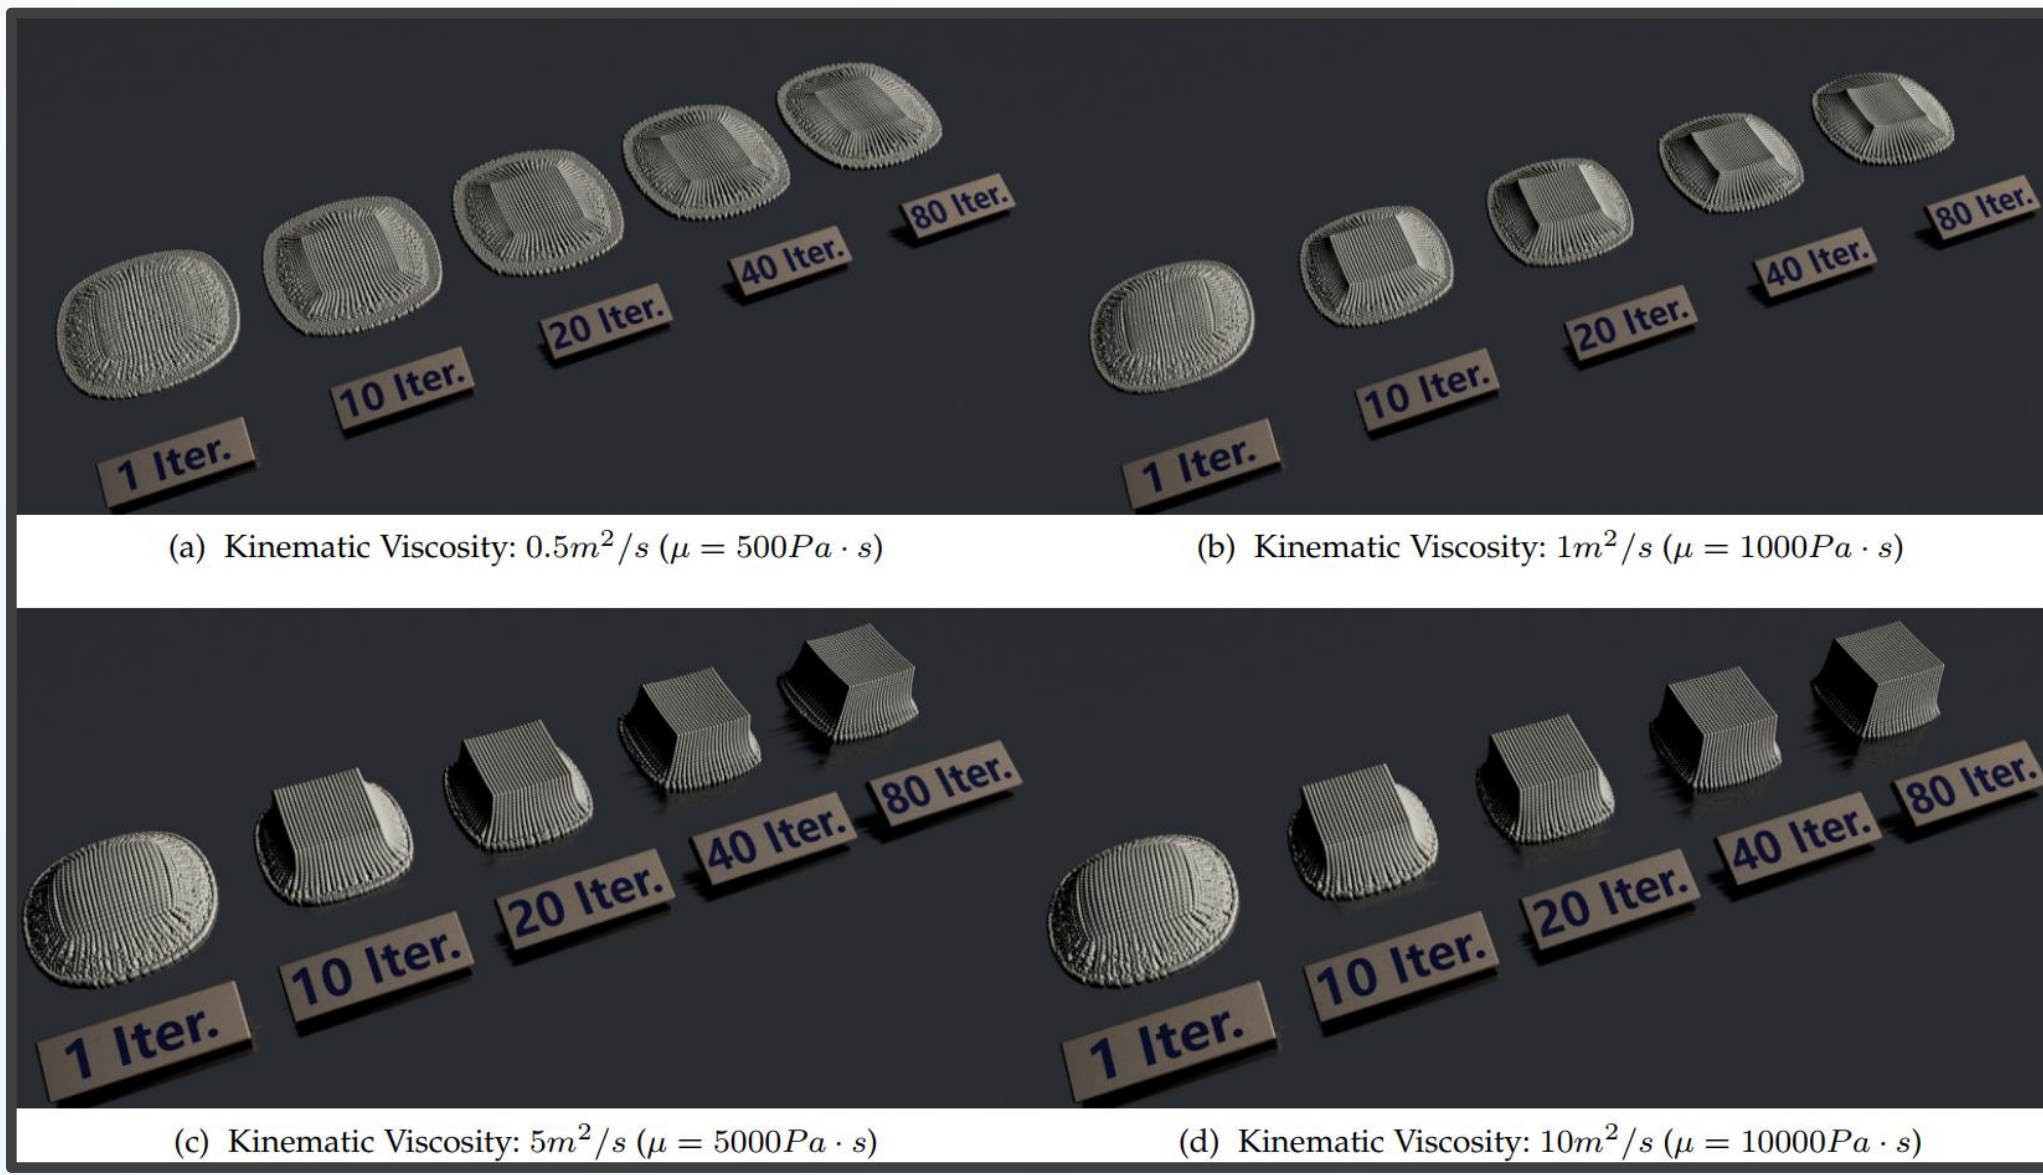 1 Iter.
10 Iter.
20 Iter.
40 Iter.
80 Iter.
(a) Kinematic Viscosity: 0.5m²/s (μ = 500Pa · s)
1 Iter.
10 Iter.
20 Iter.
40 Iter.
80 Iter.
(b) Kinematic Viscosity: 1m²/s (μ = 1000Pa · s)
1 Iter.
10 Iter.
20 Iter.
40 Iter.
80 Iter.
(c) Kinematic Viscosity: 5m²/s (μ = 5000Pa · s)
1 Iter.
10 Iter.
20 Iter.
40 Iter.
80 Iter.
(d) Kinematic Viscosity: 10m²/s (μ = 10000Pa · s)